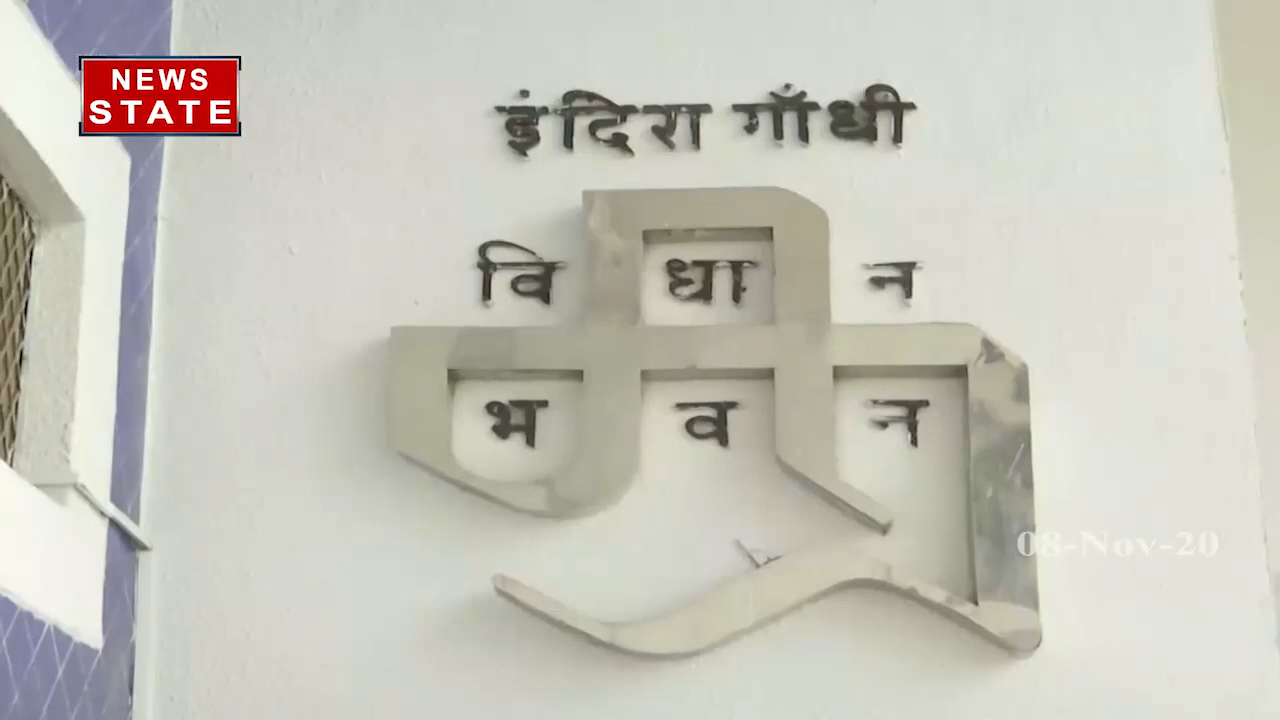 NEWS
STATE
इंदिरा गाँधी
वि धा न
भ व न
08-Nov-20